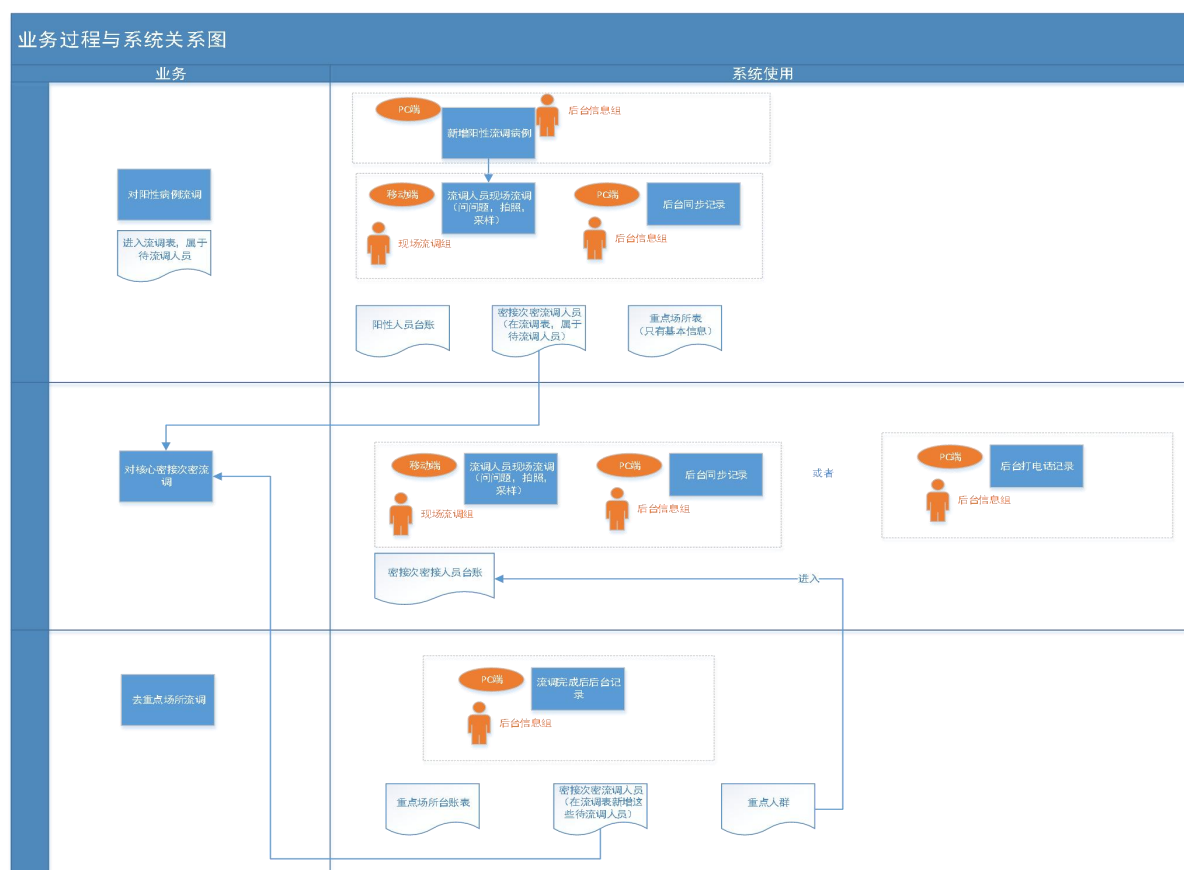 业务过程与系统关系图
业务
系统使用
PC端
新增阳性流调病例
后台信息组
对阳性病例流调
进入流调表，属于
待流调人员
移动端
流调人员现场流调
（问问题，拍照，
采样）
现场流调组
PC端
后台同步记录
后台信息组
阳性人员台账
密接次密流调人员
（在流调表，属于
待流调人员）
重点场所表
（只有基本信息）
对核心密接次密流
调
移动端
流调人员现场流调
（问问题，拍照，
采样）
现场流调组
PC端
后台同步记录
后台信息组
或者
PC端
后台打电话记录
后台信息组
密接次密接人员台账
进入
去重点场所流调
PC端
流调完成后后台记
录
后台信息组
重点场所台账表
密接次密流调人员
（在流调表新增这
些待流调人员）
重点人群